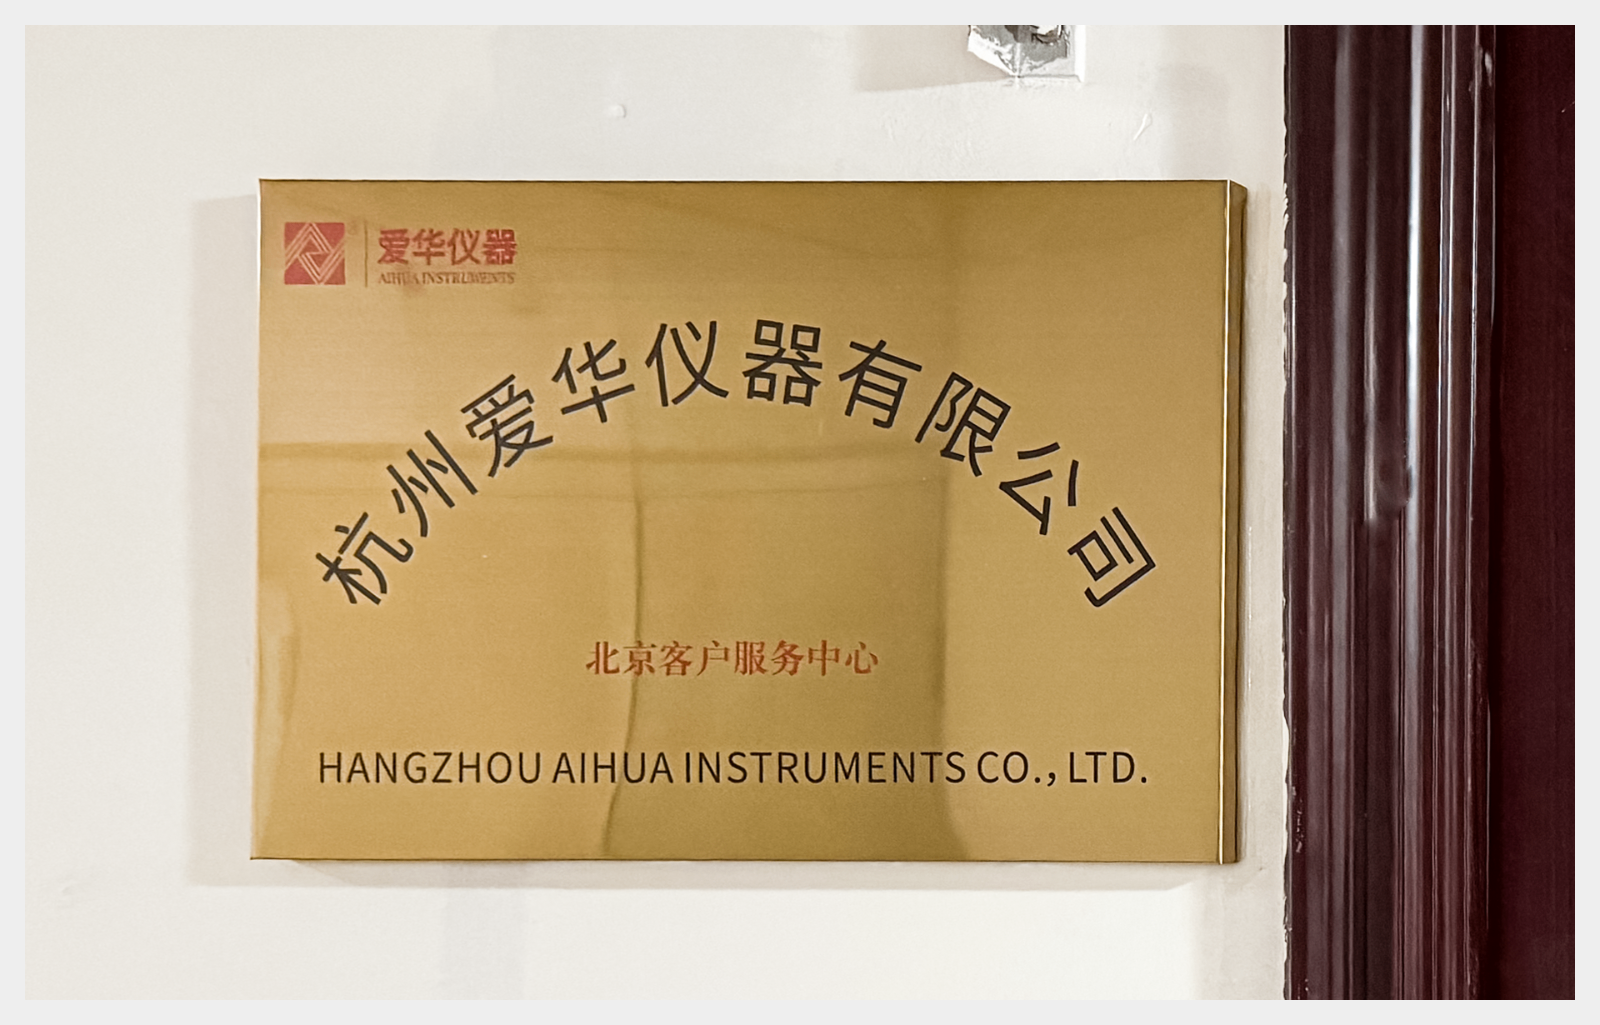 爱华仪器
AIHUA INSTRUMENTS
杭州爱华仪器有限公司
北京客户服务中心
HANGZHOU AIHUA INSTRUMENTS CO., LTD.